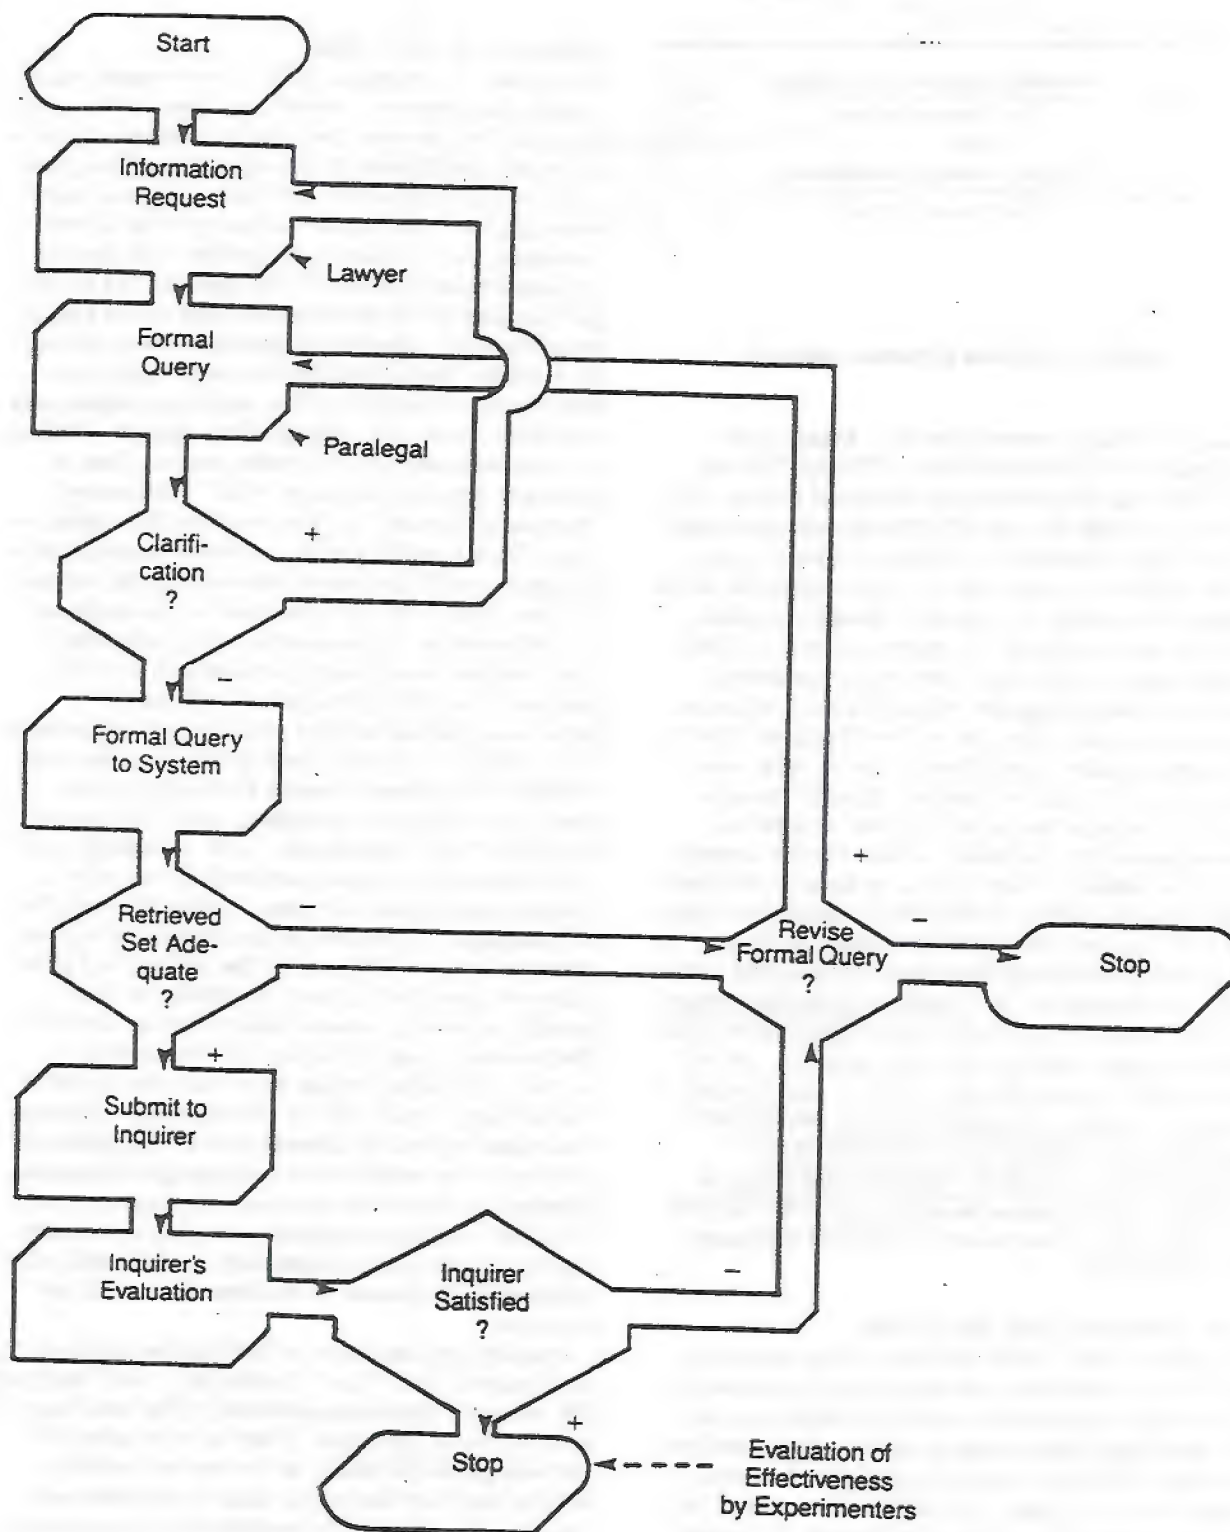 Start
Information
Request
Lawyer
Formal
Query
Paralegal
Clarifi-
cation
?
+
–
Formal Query
to System
Retrieved
Set Ade-
quate
?
–
+
Revise
Formal Query
?
+
–
Stop
Submit to
Inquirer
Inquirer's
Evaluation
Inquirer
Satisfied
?
–
+
Stop
Evaluation of
Effectiveness
by Experimenters